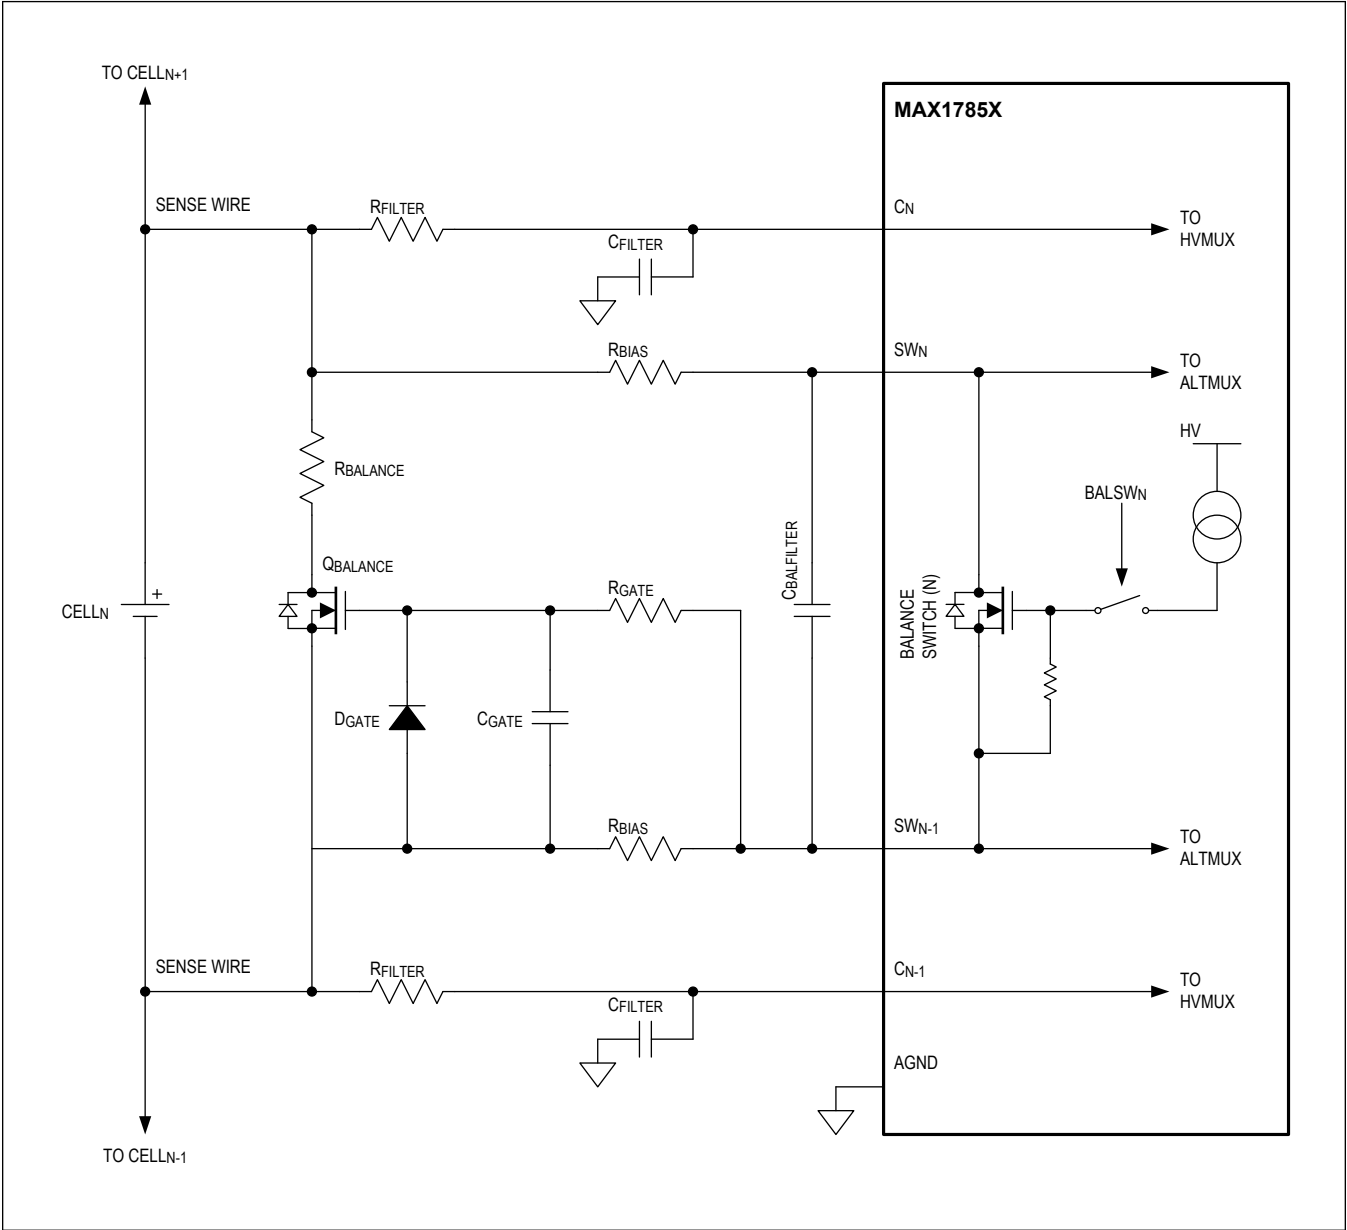 TO CELLN+1
MAX1785X
SENSE WIRE
RFILTER
CN
TO
HVMUX
CFILTER
RBIAS
SWN
TO
ALTMUX
HV
RBALANCE
BALSWN
CBALFILTER
QBALANCE
RGATE
BALANCE
SWITCH (N)
CELLN
+
DGATE
CGATE
RBIAS
SWN-1
TO
ALTMUX
SENSE WIRE
RFILTER
CN-1
TO
HVMUX
CFILTER
AGND
TO CELLN-1